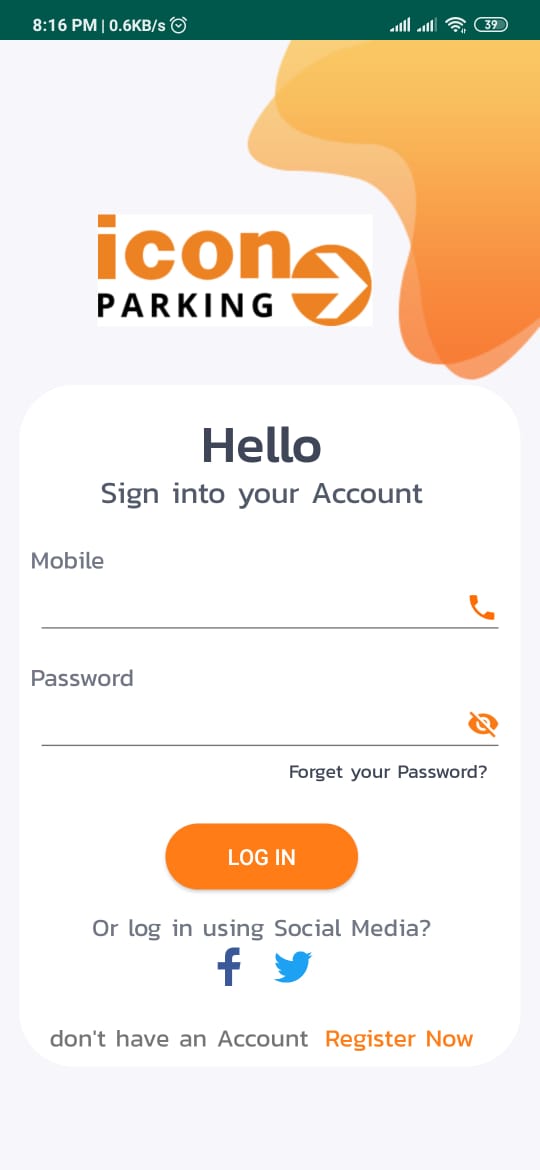 8:16 PM | 0.6KB/s
39
icon
PARKING
Hello
Sign into your Account
Mobile
Password
Forget your Password?
LOG IN
Or log in using Social Media?
don't have an Account Register Now